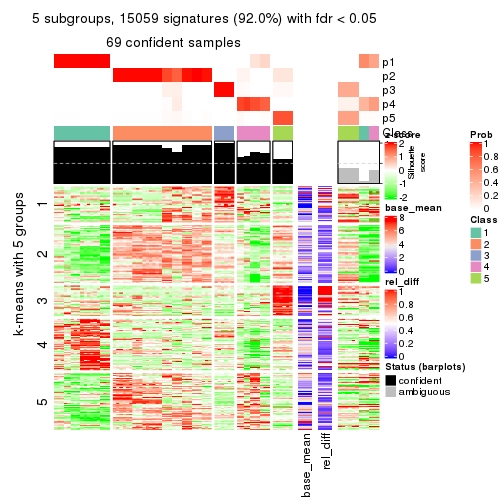 5 subgroups, 15059 signatures (92.0%) with fdr < 0.05
69 confident samples
p1
p2
p3
p4
p5
Class
Silhouette
score
k-means with 5 groups
1
2
3
4
5
base_mean
rel_diff
z-score
2
1
0
-1
-2
base_mean
8
6
4
2
0
rel_diff
1
0.8
0.6
0.4
0.2
0
Status (barplots)
confident
ambiguous
Prob
1
0.8
0.6
0.4
0.2
0
Class
1
2
3
4
5